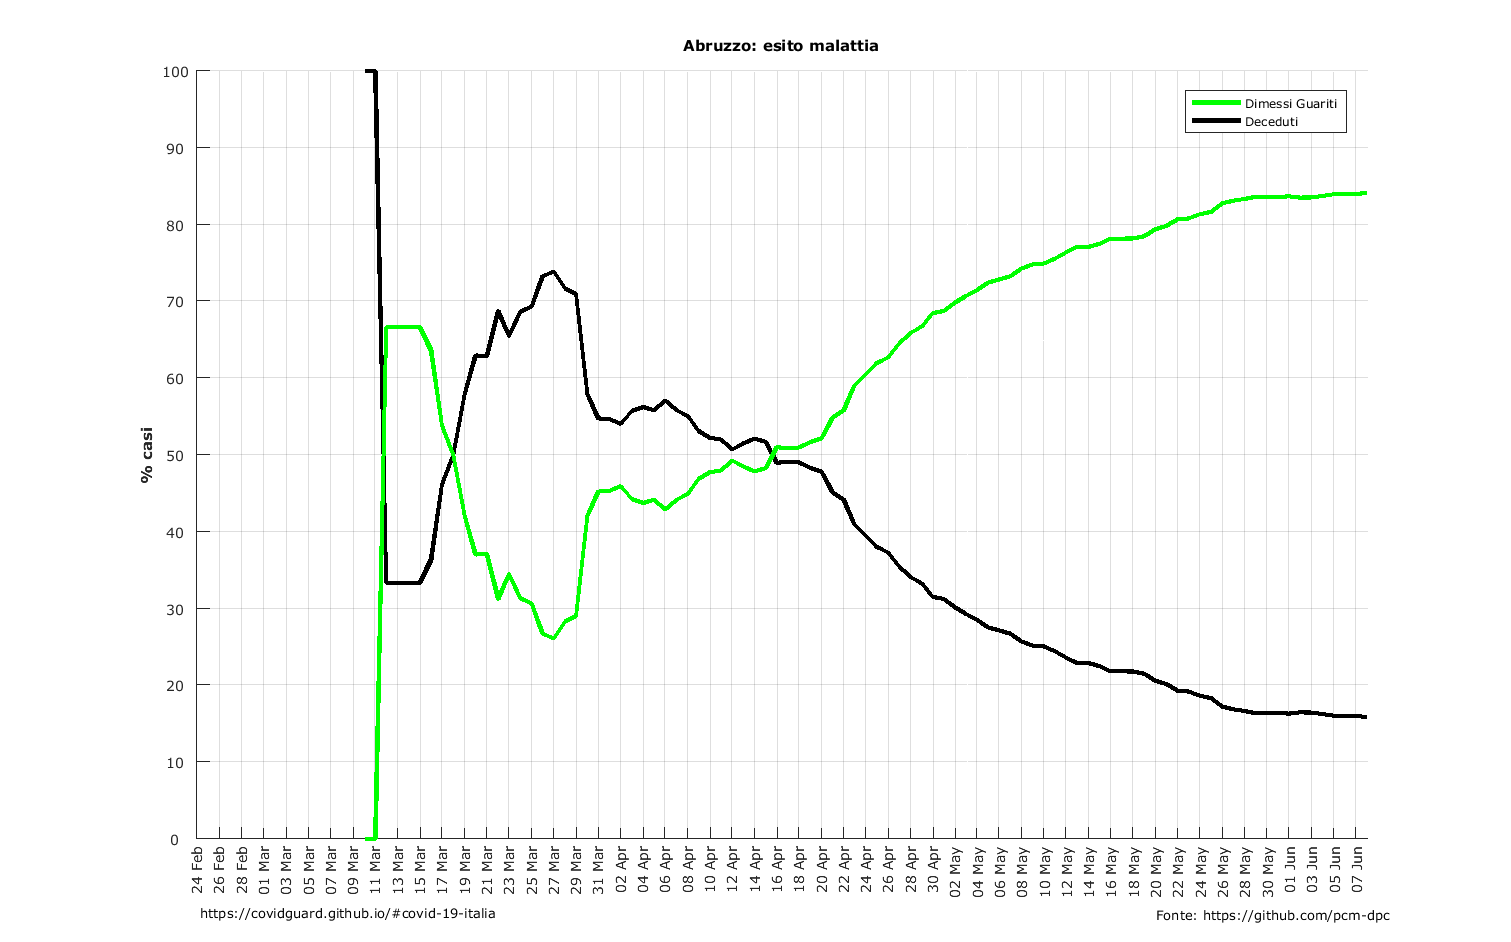 Abruzzo: esito malattia
Dimessi Guariti
Deceduti
% casi
100
90
80
70
60
50
40
30
20
10
0
24 Feb
26 Feb
28 Feb
01 Mar
03 Mar
05 Mar
07 Mar
09 Mar
11 Mar
13 Mar
15 Mar
17 Mar
19 Mar
21 Mar
23 Mar
25 Mar
27 Mar
29 Mar
31 Mar
02 Apr
04 Apr
06 Apr
08 Apr
10 Apr
12 Apr
14 Apr
16 Apr
18 Apr
20 Apr
22 Apr
24 Apr
26 Apr
28 Apr
30 Apr
02 May
04 May
06 May
08 May
10 May
12 May
14 May
16 May
18 May
20 May
22 May
24 May
26 May
28 May
30 May
01 Jun
03 Jun
05 Jun
07 Jun
https://covidguard.github.io/#covid-19-italia
Fonte: https://github.com/pcm-dpc